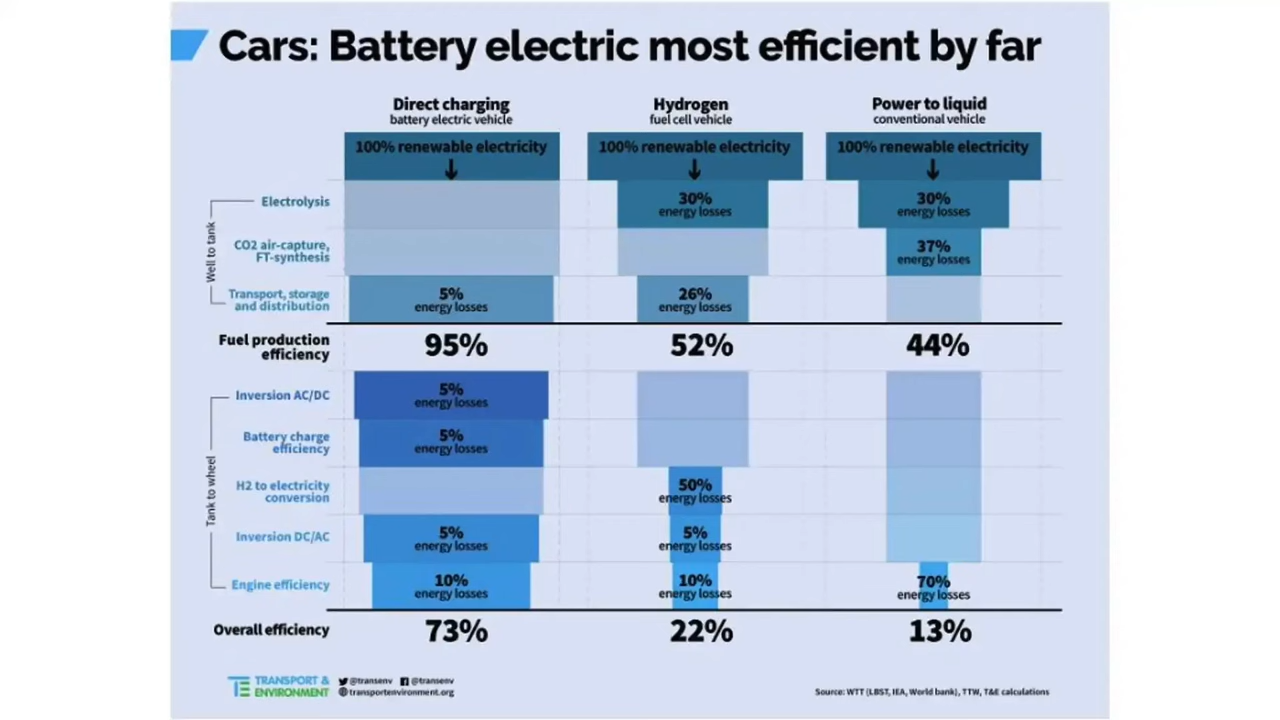 Cars: Battery electric most efficient by far
Direct charging
battery electric vehicle
Hydrogen
fuel cell vehicle
Power to liquid
conventional vehicle
100% renewable electricity
100% renewable electricity
100% renewable electricity
Well to tank
Electrolysis
30%
energy losses
30%
energy losses
CO2 air-capture,
FT-synthesis
37%
energy losses
Transport, storage
and distribution
5%
energy losses
26%
energy losses
Fuel production
efficiency
95%
52%
44%
Tank to wheel
Inversion AC/DC
5%
energy losses
Battery charge
efficiency
5%
energy losses
H2 to electricity
conversion
50%
energy losses
Inversion DC/AC
5%
energy losses
5%
energy losses
Engine efficiency
10%
energy losses
10%
energy losses
70%
energy losses
Overall efficiency
73%
22%
13%
TE TRANSPORT &
ENVIRONMENT
@transenv @transenv
transportenvironment.org
Source: WTT (LBST, IEA, World bank), TTW, T&E calculations